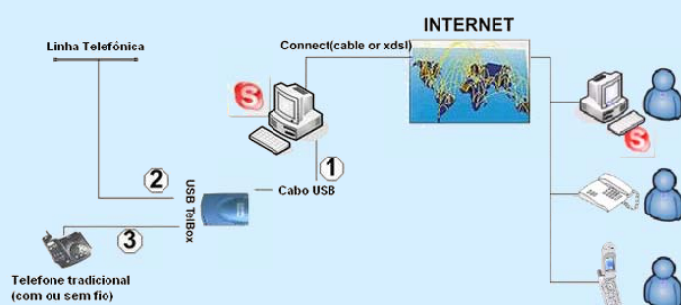 INTERNET
Linha Telefónica
Connect(cable or xdsl)
S
1
Cabo USB
S
2
USB TelBox
3
Telefone tradicional
(com ou sem fio)